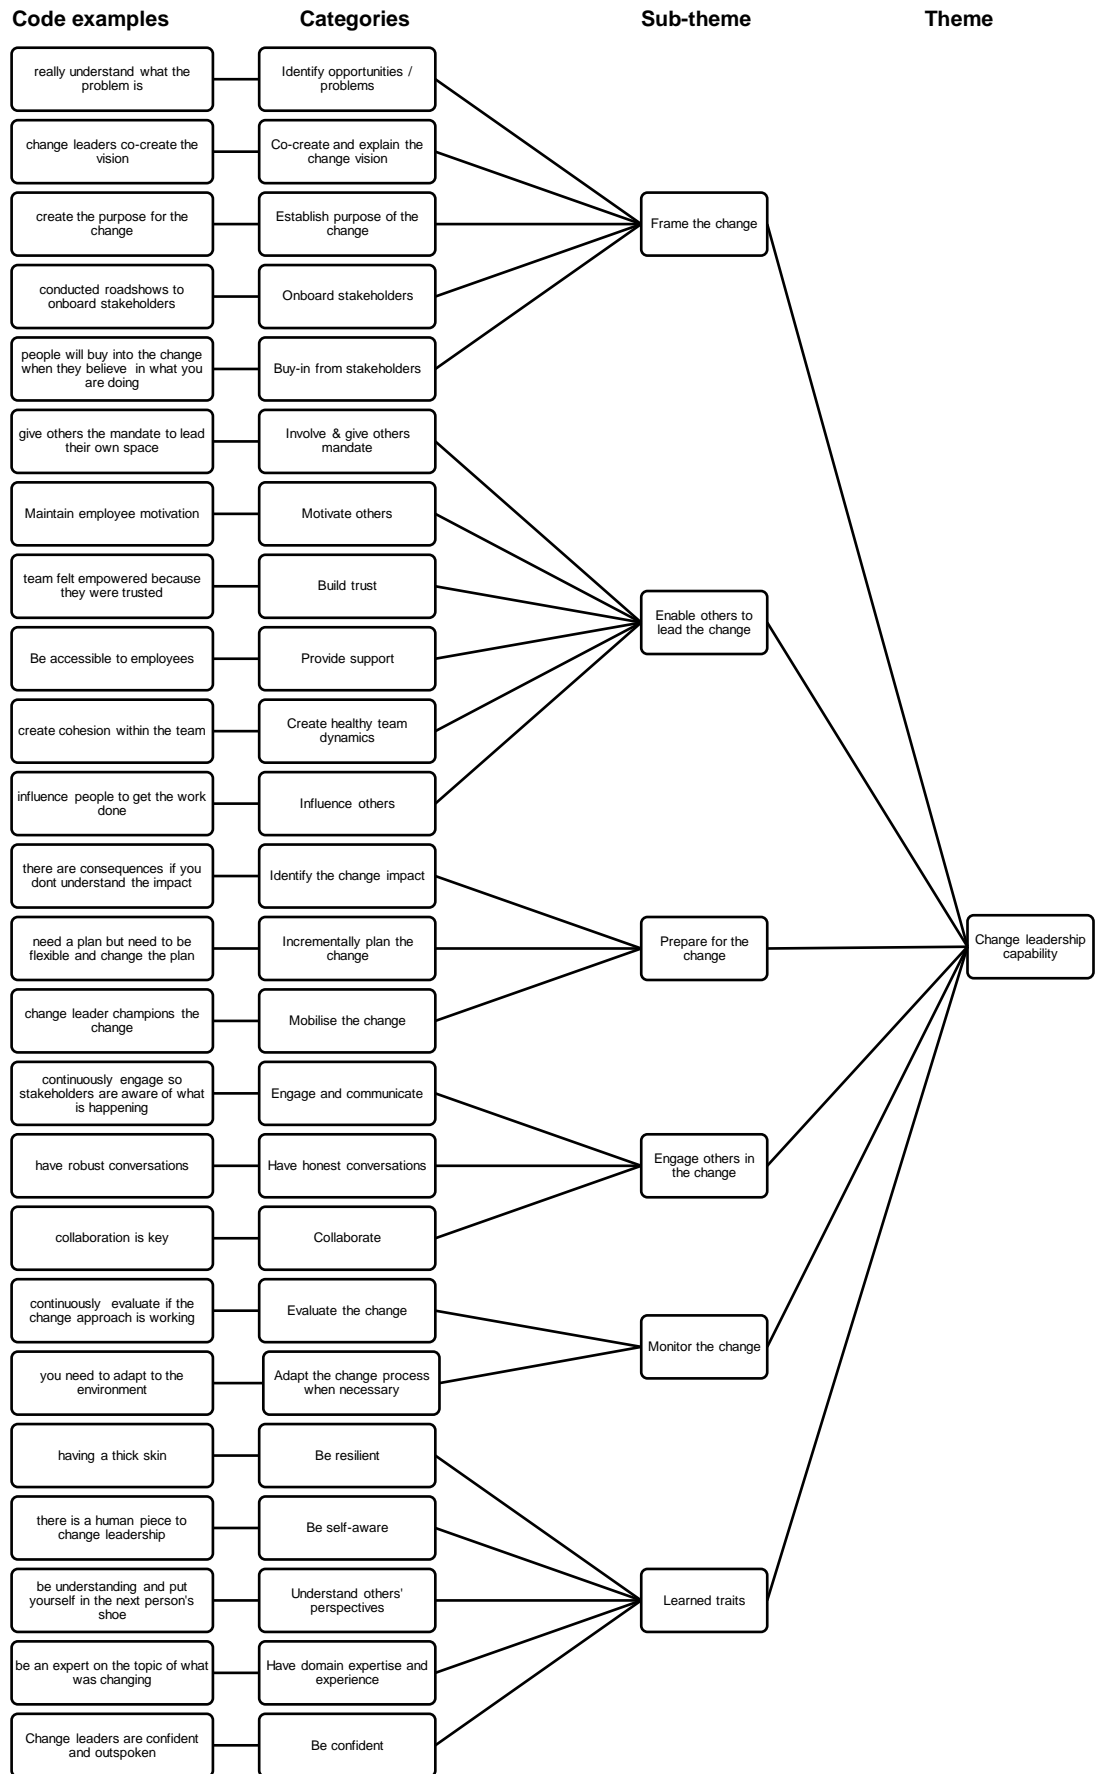 Code examples
Categories
Sub-theme
Theme
really understand what the
problem is
Identify opportunities /
problems
change leaders co-create the
vision
Co-create and explain the
change vision
create the purpose for the
change
Establish purpose of the
change
Frame the change
conducted roadshows to
onboard stakeholders
Onboard stakeholders
people will buy into the change
when they believe in what you
are doing
Buy-in from stakeholders
give others the mandate to lead
their own space
Involve & give others
mandate
Maintain employee motivation
Motivate others
team felt empowered because
they were trusted
Build trust
Enable others to
lead the change
Be accessible to employees
Provide support
create cohesion within the team
Create healthy team
dynamics
influence people to get the work
done
Influence others
there are consequences if you
dont understand the impact
Identify the change impact
need a plan but need to be
flexible and change the plan
Incrementally plan the
change
Prepare for the
change
Change leadership
capability
change leader champions the
change
Mobilise the change
continuously engage so
stakeholders are aware of what
is happening
Engage and communicate
have robust conversations
Have honest conversations
Engage others in
the change
collaboration is key
Collaborate
continuously evaluate if the
change approach is working
Evaluate the change
Monitor the change
you need to adapt to the
environment
Adapt the change process
when necessary
having a thick skin
Be resilient
there is a human piece to
change leadership
Be self-aware
be understanding and put
yourself in the next person's
shoe
Understand others'
perspectives
Learned traits
be an expert on the topic of what
was changing
Have domain expertise and
experience
Change leaders are confident
and outspoken
Be confident